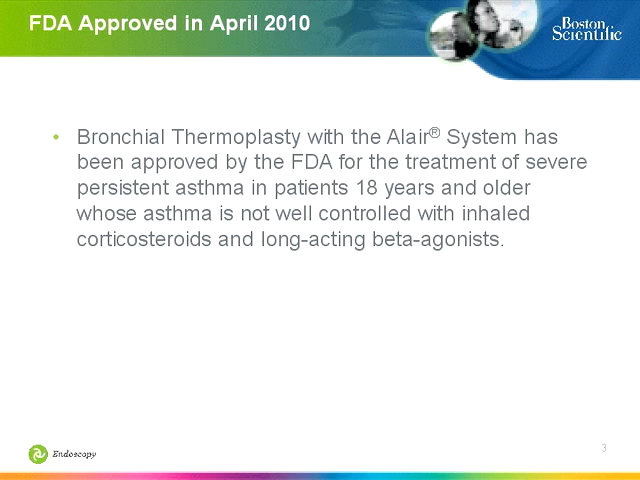 FDA Approved in April 2010
Boston
Scientific
• Bronchial Thermoplasty with the Alair® System has
been approved by the FDA for the treatment of severe
persistent asthma in patients 18 years and older
whose asthma is not well controlled with inhaled
corticosteroids and long-acting beta-agonists.
Endoscopy
3